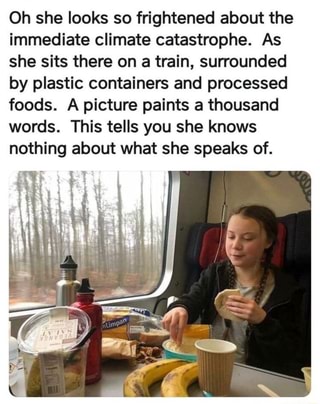 Oh she looks so frightened about the
immediate climate catastrophe.  As
she sits there on a train, surrounded
by plastic containers and processed
foods.  A picture paints a thousand
words.  This tells you she knows
nothing about what she speaks of.